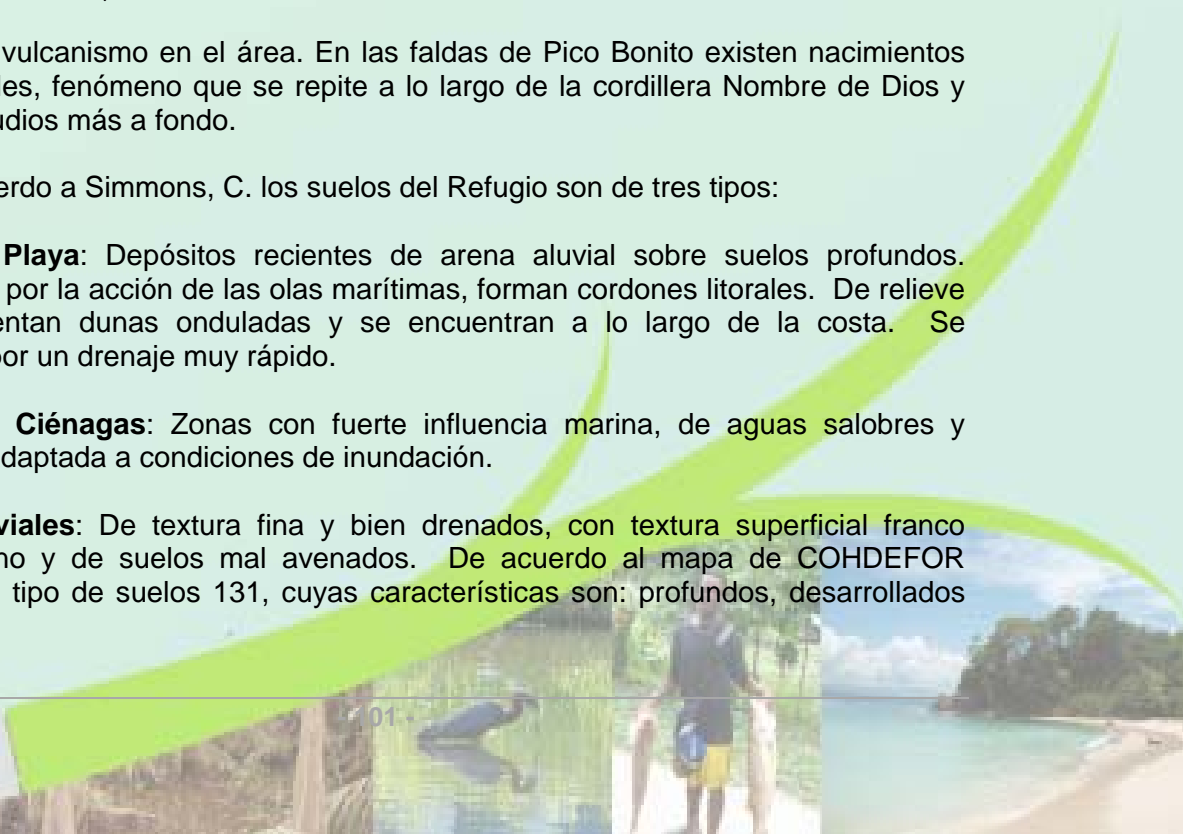 vulcanismo en el área. En las faldas de Pico Bonito existen nacimientos
les, fenómeno que se repite a lo largo de la cordillera Nombre de Dios y
udios más a fondo.
erdo a Simmons, C. los suelos del Refugio son de tres tipos:
Playa: Depósitos recientes de arena aluvial sobre suelos profundos.
por la acción de las olas marítimas, forman cordones litorales. De relieve
entan dunas onduladas y se encuentran a lo largo de la costa. Se
por un drenaje muy rápido.
Ciénagas: Zonas con fuerte influencia marina, de aguas salobres y
daptada a condiciones de inundación.
viales: De textura fina y bien drenados, con textura superficial franco
no y de suelos mal avenados. De acuerdo al mapa de COHDEFOR
tipo de suelos 131, cuyas características son: profundos, desarrollados